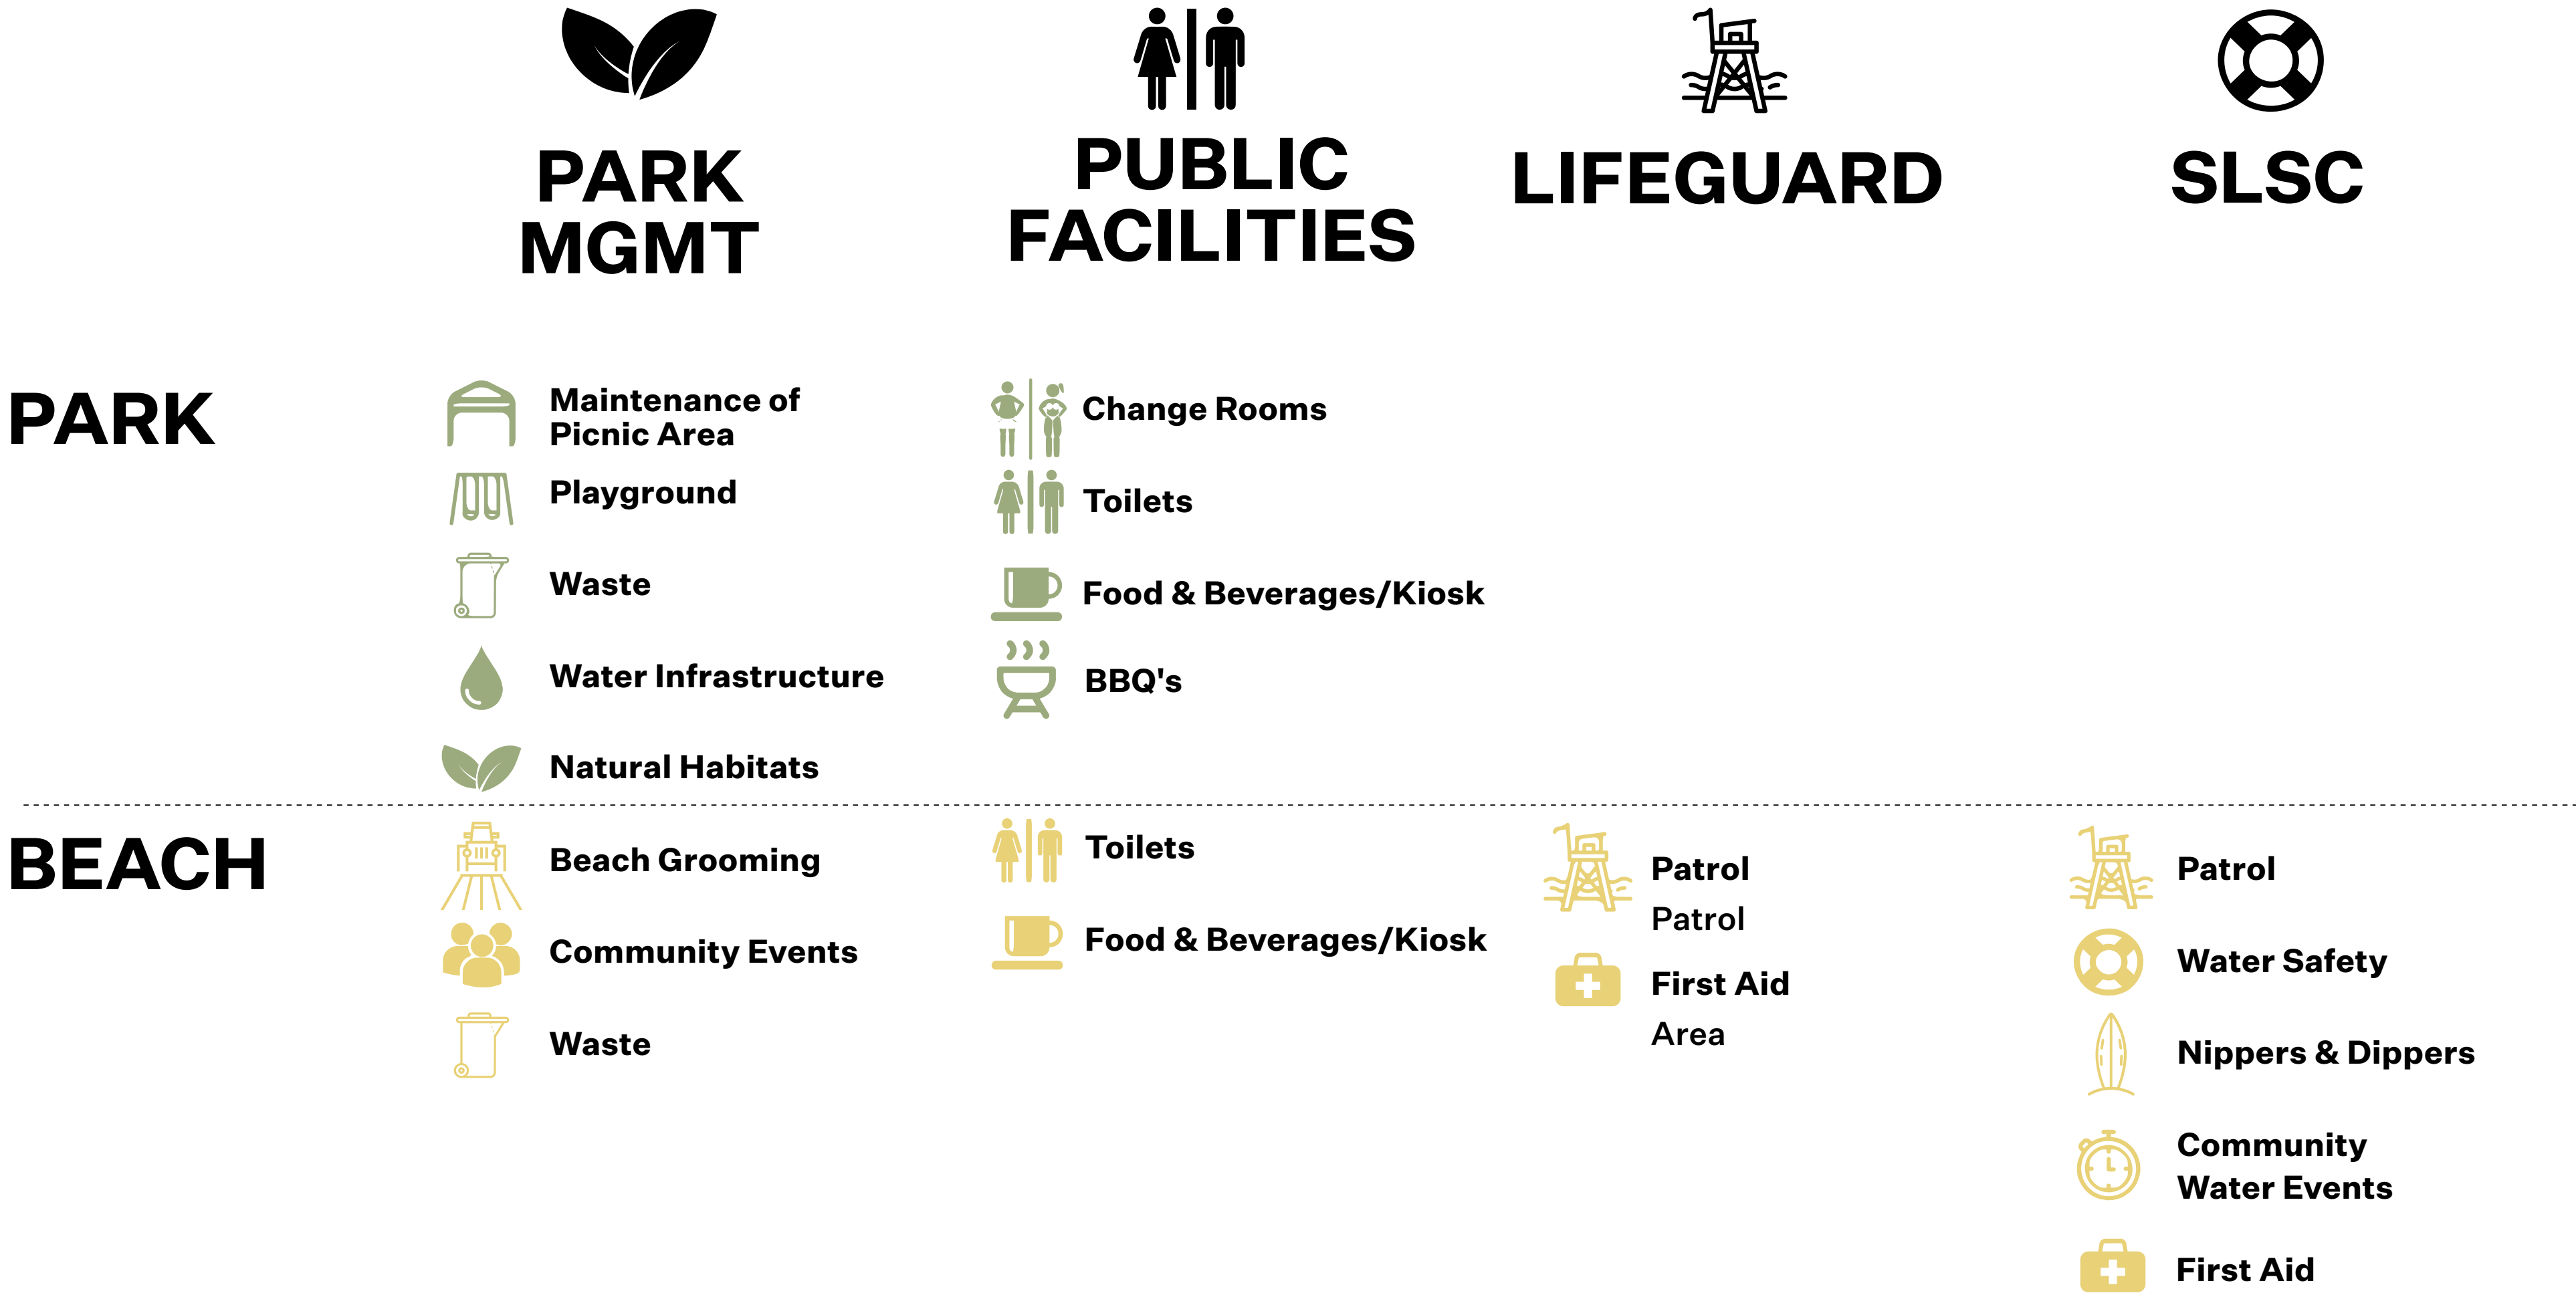 PARK
MGMT
PUBLIC
FACILITIES
LIFEGUARD
SLSC
PARK
Maintenance of
Picnic Area
Playground
Waste
Water Infrastructure
Natural Habitats
Change Rooms
Toilets
Food & Beverages/Kiosk
BBQ's
BEACH
Beach Grooming
Community Events
Waste
Toilets
Food & Beverages/Kiosk
Patrol
Patrol
First Aid
Area
Patrol
Water Safety
Nippers & Dippers
Community
Water Events
First Aid